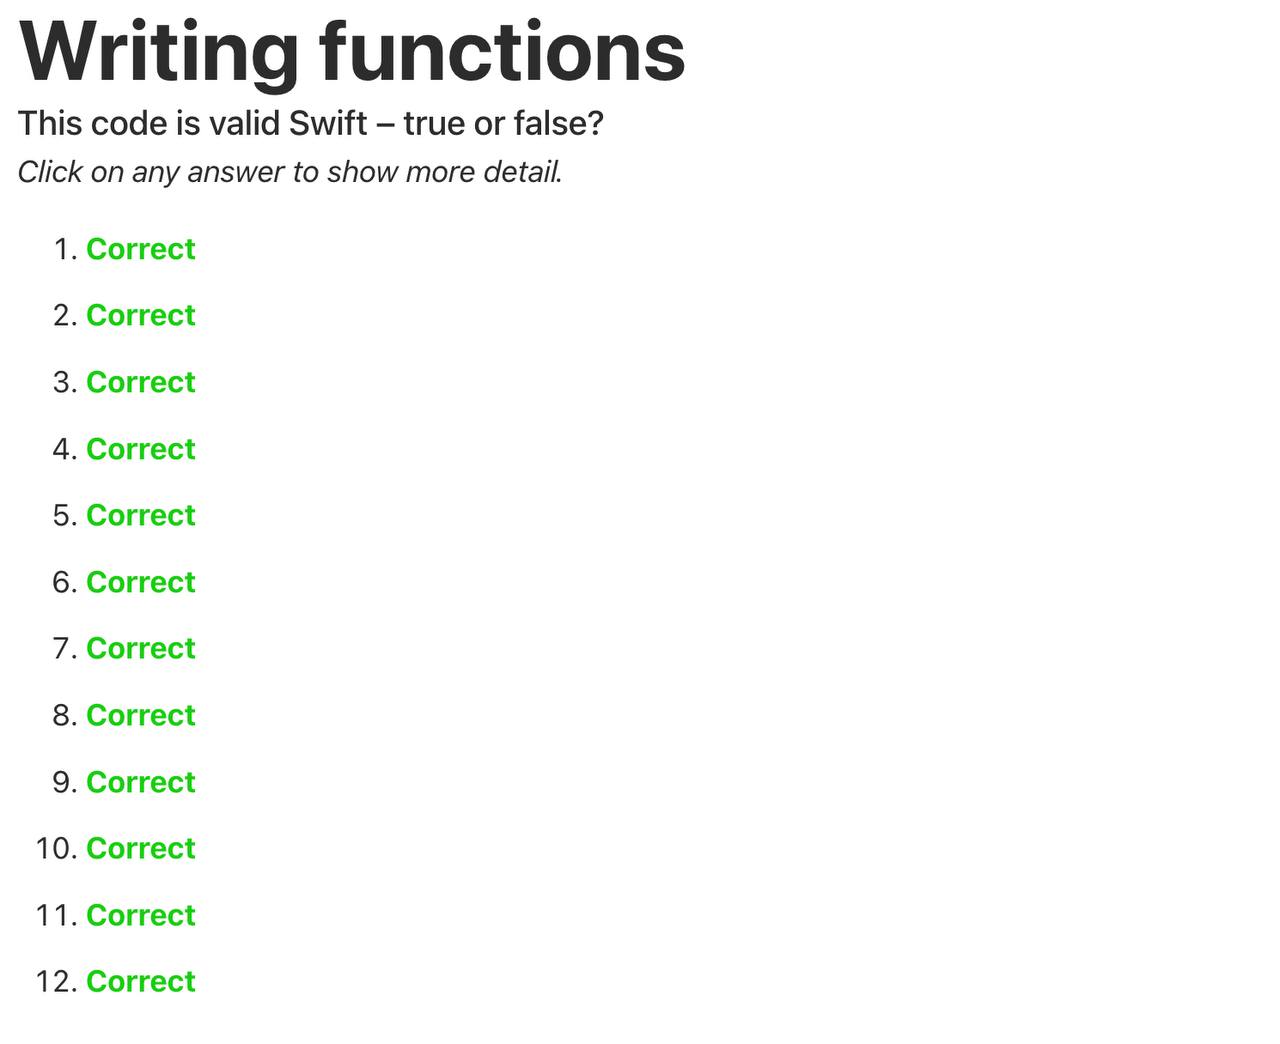 Writing functions
This code is valid Swift – true or false?
Click on any answer to show more detail.
1. Correct
2. Correct
3. Correct
4. Correct
5. Correct
6. Correct
7. Correct
8. Correct
9. Correct
10. Correct
11. Correct
12. Correct